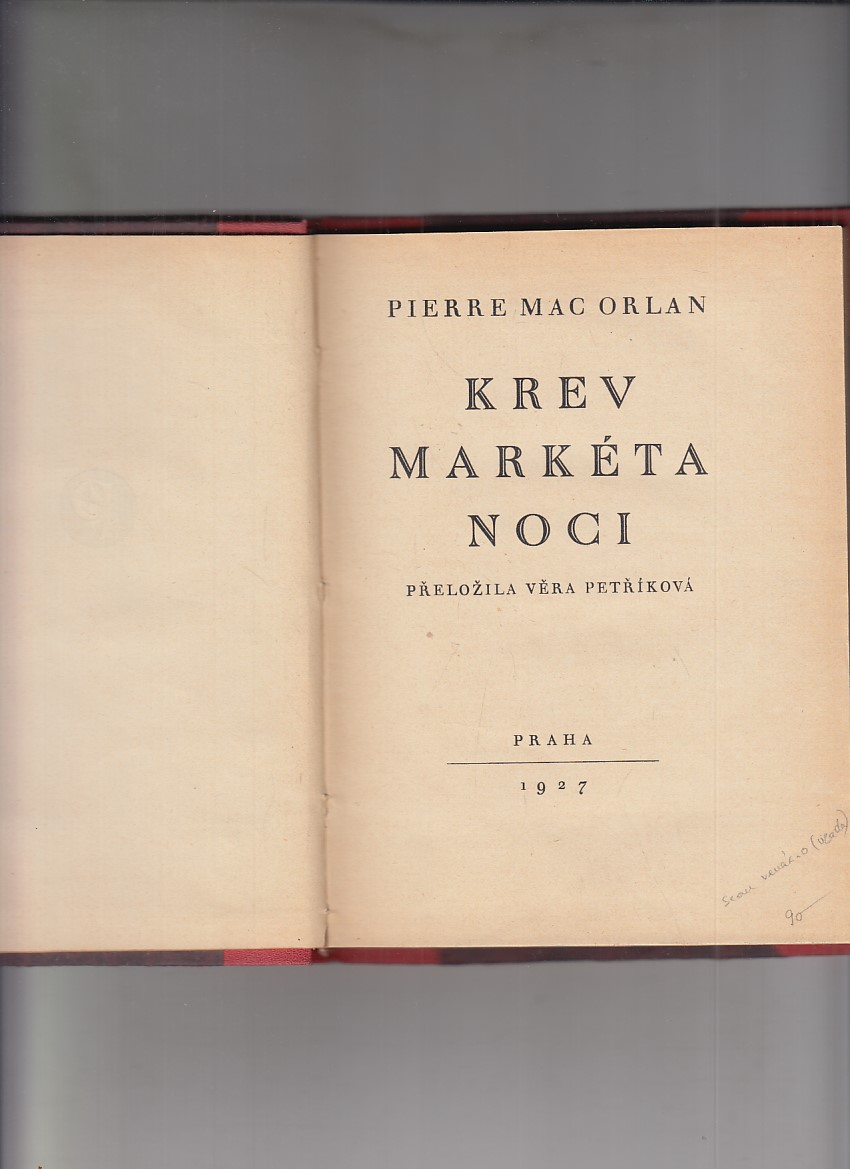 PIERRE MAC ORLAN
KREV
MARKÉTA
NOCI
PŘELOŽILA VĚRA PETŘÍKOVÁ
PRAHA
1927
90